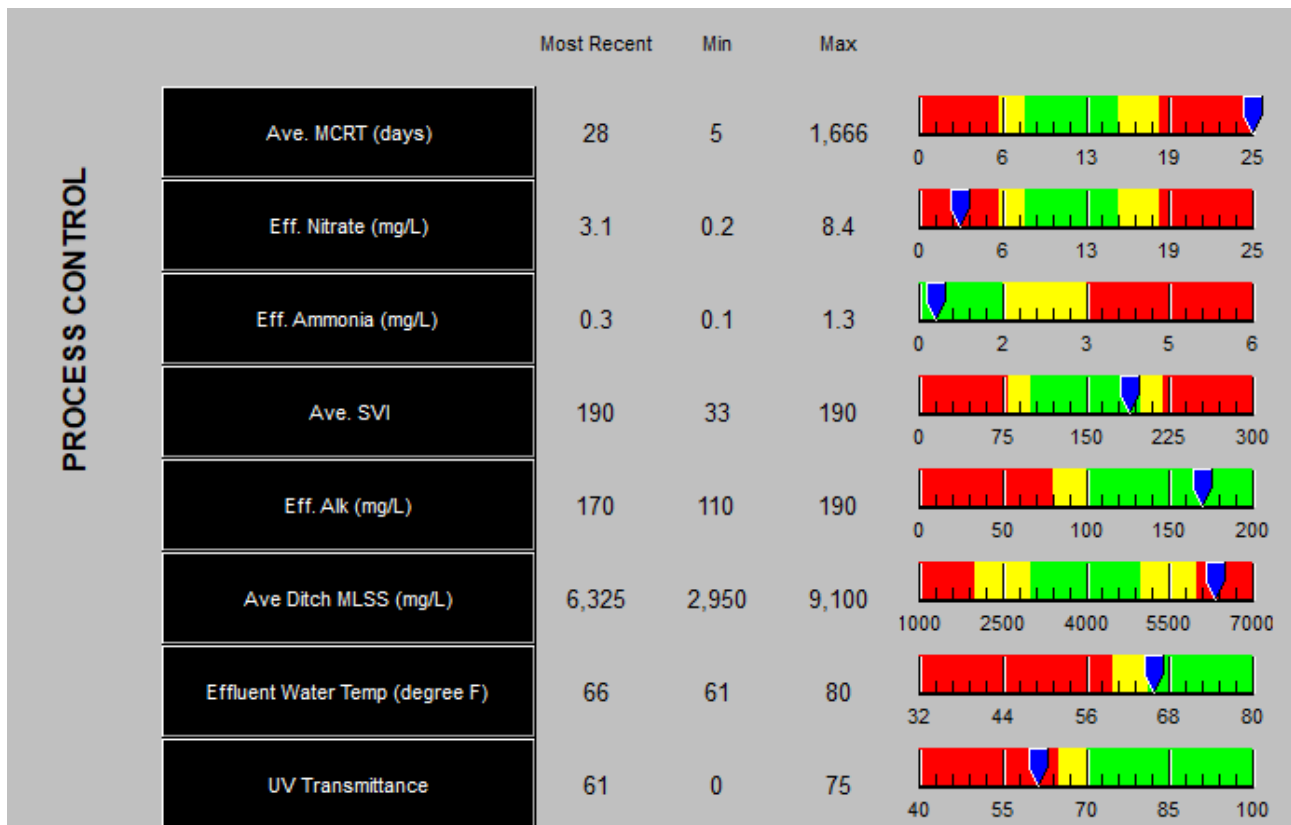 Most Recent Min Max
PROCESS CONTROL
Ave. MCRT (days) 28 5 1,666
0 6 13 19 25
Eff. Nitrate (mg/L) 3.1 0.2 8.4
0 6 13 19 25
Eff. Ammonia (mg/L) 0.3 0.1 1.3
0 2 3 5 6
Ave. SVI 190 33 190
0 75 150 225 300
Eff. Alk (mg/L) 170 110 190
0 50 100 150 200
Ave Ditch MLSS (mg/L) 6,325 2,950 9,100
1000 2500 4000 5500 7000
Effluent Water Temp (degree F) 66 61 80
32 44 56 68 80
UV Transmittance 61 0 75
40 55 70 85 100